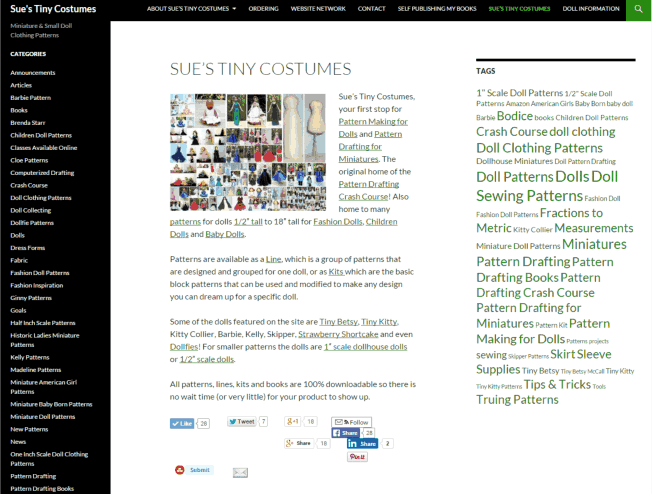 Sue's Tiny Costumes
ABOUT SUE'S TINY COSTUMES
ORDERING
WEBSITE NETWORK
CONTACT
SELF PUBLISHING MY BOOKS
SUE'S TINY COSTUMES
DOLL INFORMATION
Miniature & Small Doll
Clothing Patterns
CATEGORIES
Announcements
Articles
Barbie Pattern
Books
Brenda Starr
Children Doll Patterns
Classes Available Online
Cloe Patterns
Computerized Drafting
Crash Course
Doll Clothing Patterns
Doll Collecting
Dollfie Patterns
Dolls
Dress Forms
Fabric
Fashion Doll Patterns
Fashion Inspiration
Ginny Patterns
Goals
Half Inch Scale Patterns
Historic Ladies Miniature
Patterns
Kelly Patterns
Madeline Patterns
Miniature American Girl
Patterns
Miniature Baby Born Patterns
Miniature Doll Patterns
New Patterns
News
One Inch Scale Doll Clothing
Patterns
Pattern Drafting
Pattern Drafting Books
SUE'S TINY COSTUMES
Sue's Tiny Costumes,
your first stop for
Pattern Making for
Dolls and Pattern
Drafting for
Miniatures. The
original home of the
Pattern Drafting
Crash Course! Also
home to many
patterns for dolls 1/2" tall to 18" tall for Fashion Dolls, Children
Dolls and Baby Dolls.
Patterns are available as a Line, which is a group of patterns that
are designed and grouped for one doll, or as Kits which are the basic
block patterns that can be used and modified to make any design
you can dream up for a specific doll.
Some of the dolls featured on the site are Tiny Betsy, Tiny Kitty,
Kitty Collier, Barbie, Kelly, Skipper, Strawberry Shortcake and even
Dollfies! For smaller patterns the dolls are 1" scale dollhouse dolls
or 1/2" scale dolls.
All patterns, lines, kits and books are 100% downloadable so there is
no wait time (or very little) for your product to show up.
Like 28
Tweet 7
+1 18
Follow
Share 28
Share 18
Share 2
Pin it
Submit
TAGS
1" Scale Doll Patterns 1/2" Scale Doll
Patterns Amazon American Girls Baby Born baby doll
Barbie Bodice books Children Doll Patterns
Crash Course doll clothing
Doll Clothing Patterns
Dollhouse Miniatures Doll Pattern Drafting
Doll Patterns Dolls Doll
Sewing Patterns Fashion Doll
Fashion Doll Patterns Fractions to
Metric Kitty Collier Measurements
Miniature Doll Patterns Miniatures
Pattern Drafting Pattern
Drafting Books Pattern
Drafting Crash Course
Pattern Drafting for
Miniatures Pattern Kit Pattern
Making for Dolls Patterns projects
sewing Skipper Patterns Skirt Sleeve
Supplies Tiny Betsy Tiny Betsy McCall Tiny Kitty
Tiny Kitty Patterns Tips & Tricks Tools
Truing Patterns